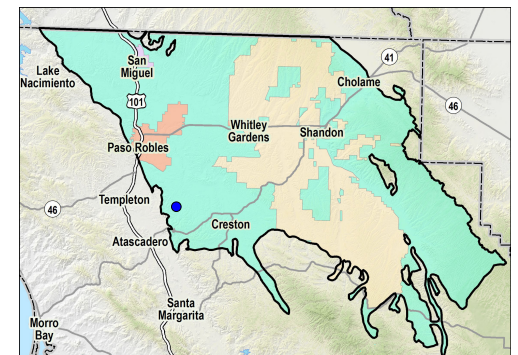 San
Miguel
Lake
Nacimiento
41
Cholame
101
46
Whitley
Gardens
Shandon
Paso Robles
Templeton
46
Creston
Atascadero
Santa
Margarita
Morro
Bay